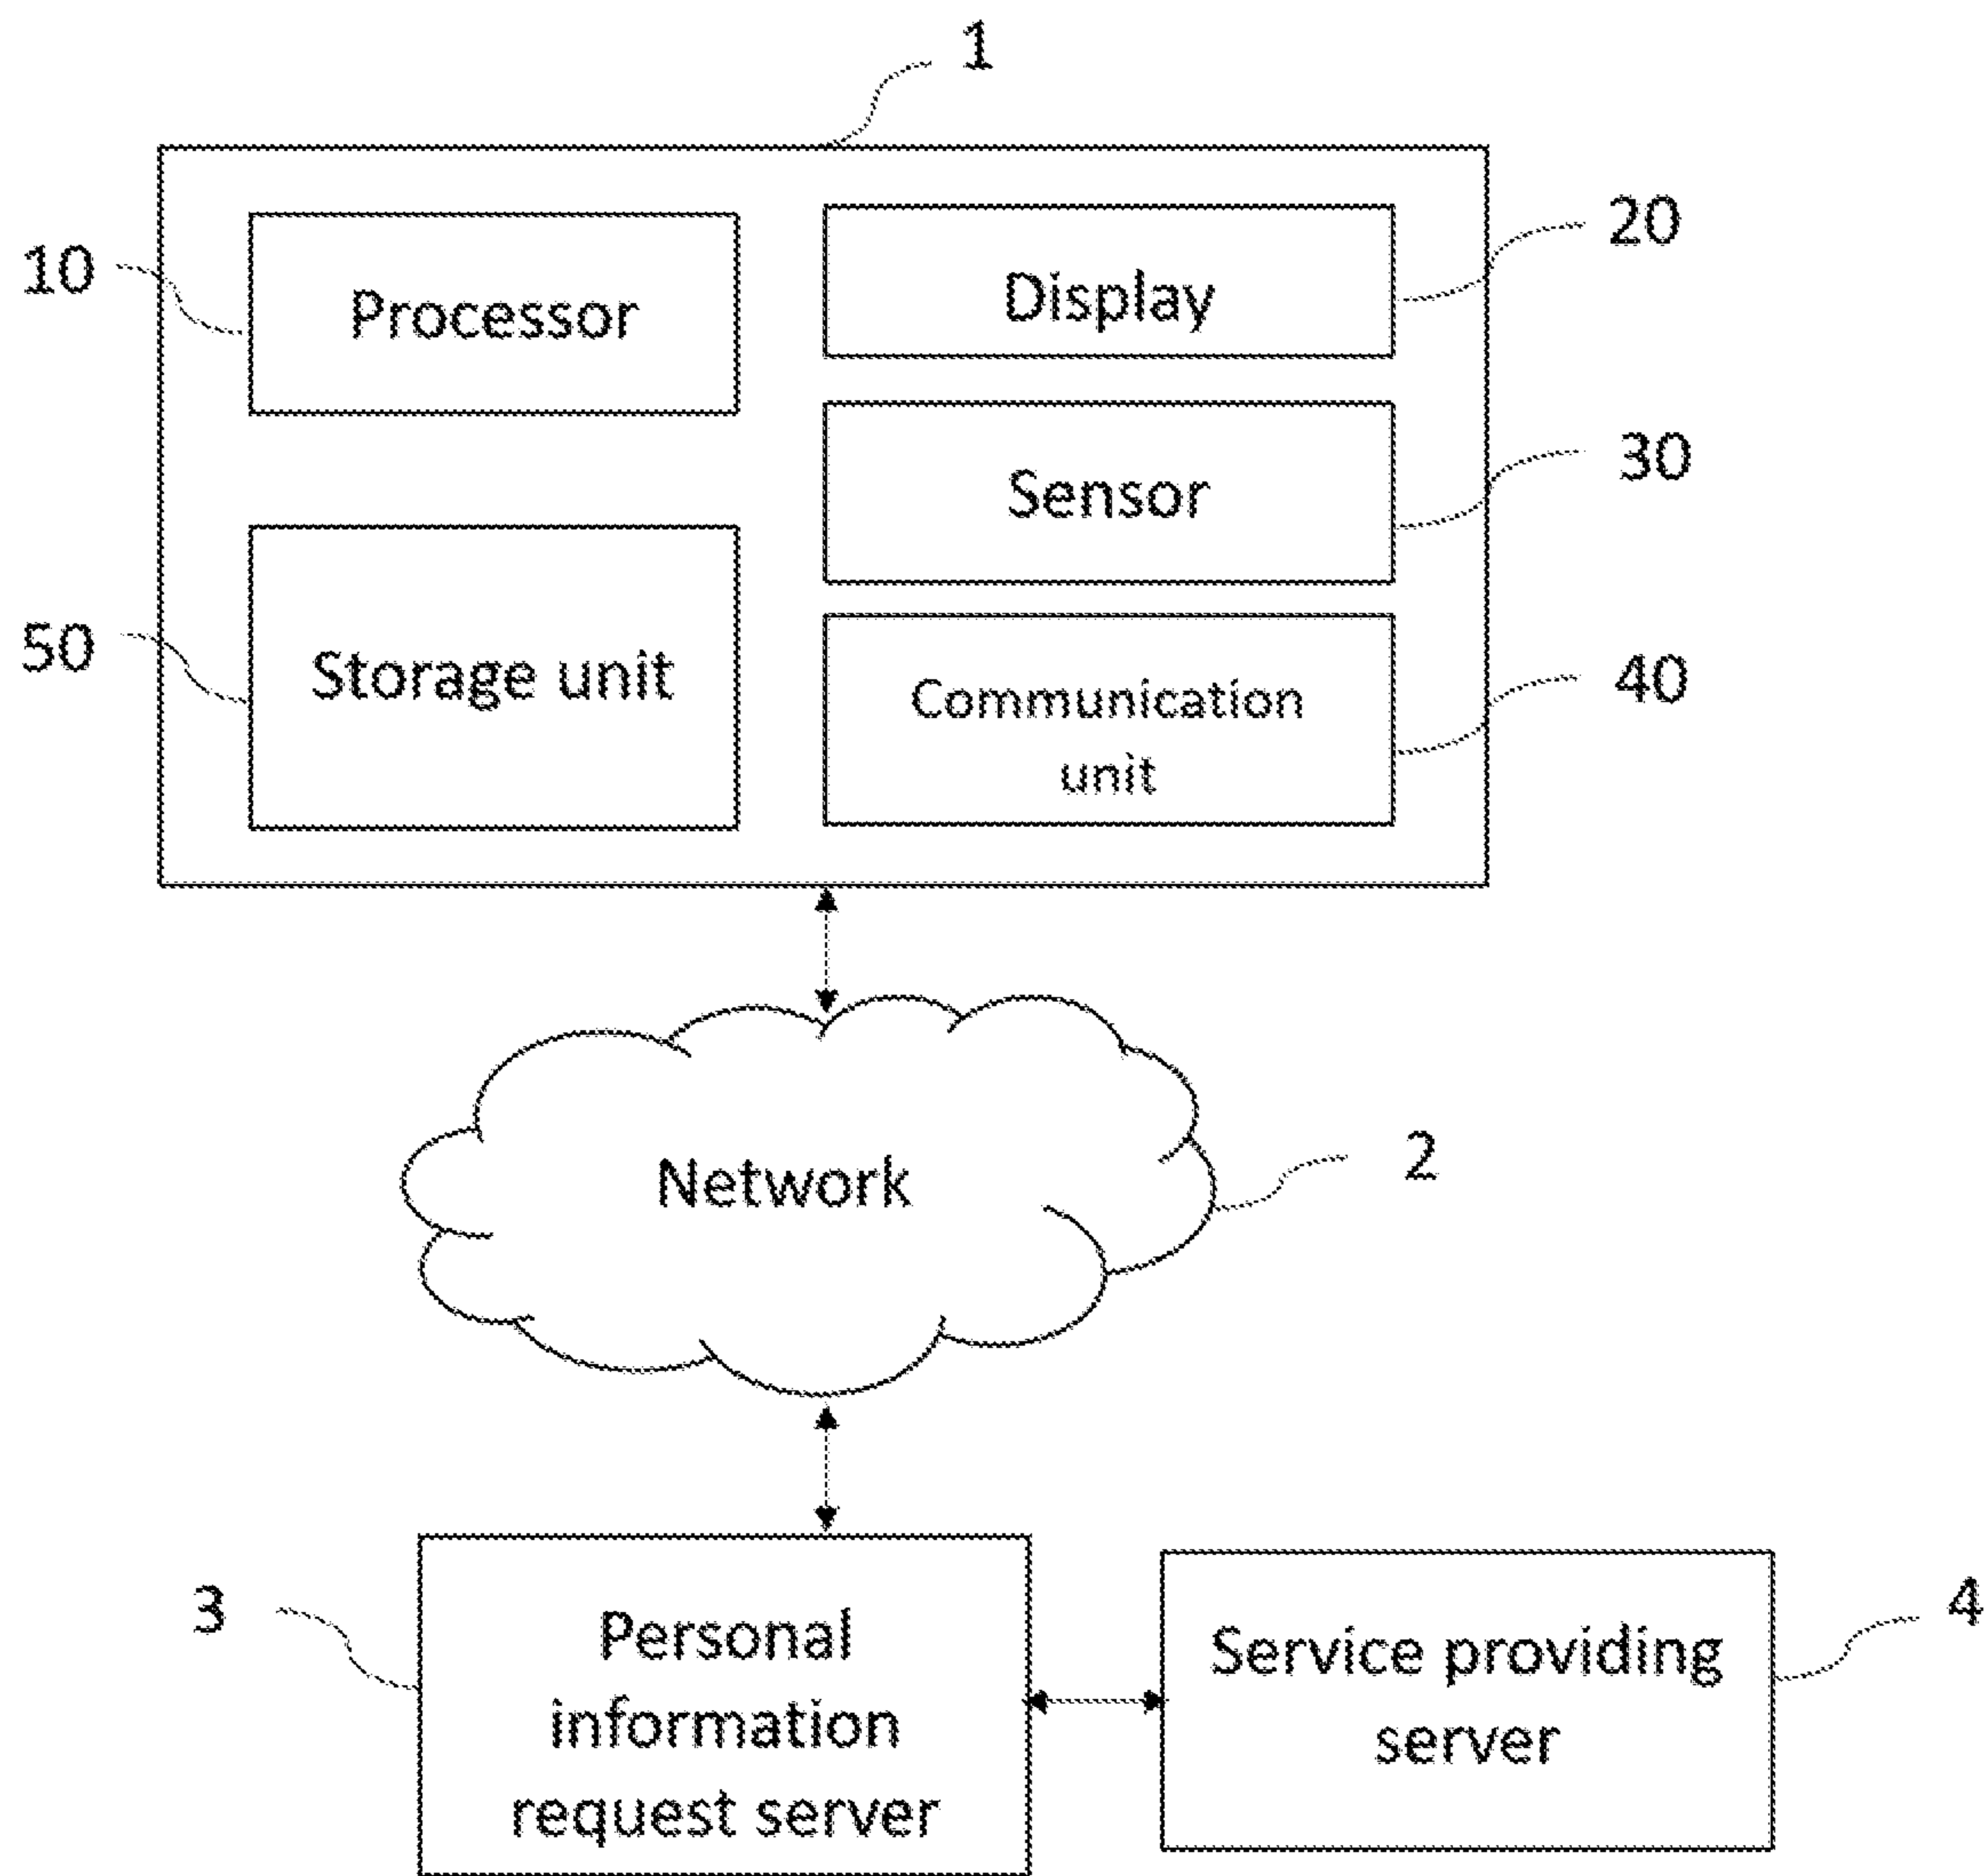 1
10
Processor
Display
20
Sensor
30
50
Storage unit
Communication
unit
40
Network
2
3
Personal
information
request server
Service providing
server
4